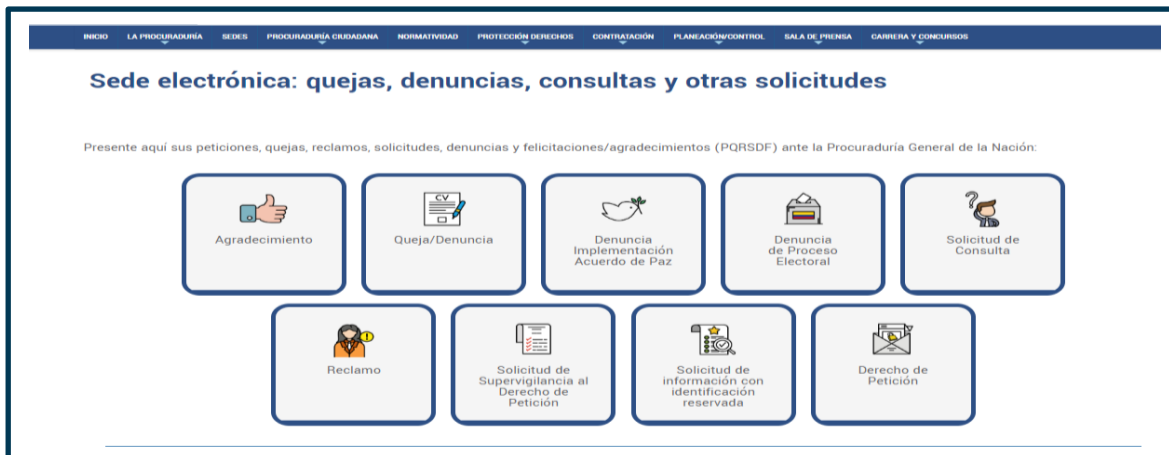 INICIO LA PROCURADURÍA SEDES PROCURADURÍA CIUDADANA NORMATIVIDAD PROTECCIÓN DERECHOS CONTRATACIÓN PLANEACIÓN/CONTROL SALA DE PRENSA CARRERA Y CONCURSOS
Sede electrónica: quejas, denuncias, consultas y otras solicitudes
Presente aquí sus peticiones, quejas, reclamos, solicitudes, denuncias y felicitaciones/agradecimientos (PQRSDF) ante la Procuraduría General de la Nación:
Agradecimiento
CV
Queja/Denuncia
Denuncia
Implementación
Acuerdo de Paz
Denuncia
de Proceso
Electoral
?
Solicitud de
Consulta
!
Reclamo
Solicitud de
Supervigilancia al
Derecho de
Petición
Solicitud de
información con
identificación
reservada
Derecho de
Petición